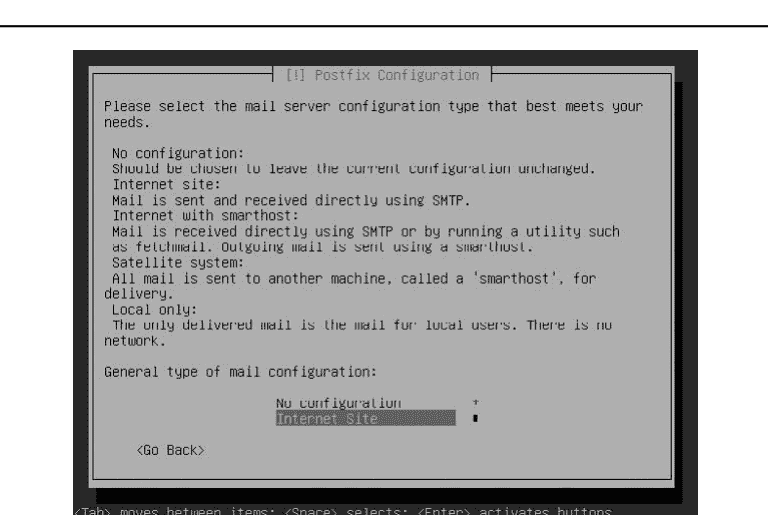 [!] Postfix Configuration
Please select the mail server configuration type that best meets your
needs.
No configuration:
Should be chosen to leave the current configuration unchanged.
Internet site:
Mail is sent and received directly using SMTP.
Internet with smarthost:
Mail is received directly using SMTP or by running a utility such
as fetchmail. Outgoing mail is sent using a smarthost.
Satellite system:
All mail is sent to another machine, called a 'smarthost', for
delivery.
Local only:
The only delivered mail is the mail for local users. There is no
network.
General type of mail configuration:
No configuration
Internet Site
<Go Back>
<Tab> moves between items; <Space> selects; <Enter> activates buttons